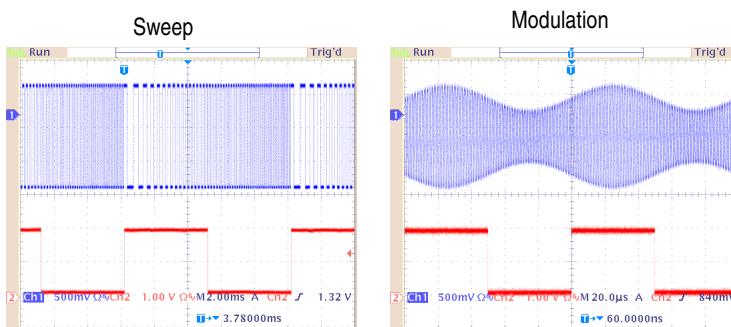 Sweep
Modulation
Run
Trig'd
T
T
1
2
Ch1 500mV Ω Ch2 1.00 V Ω M 2.00ms A Ch2 1.32 V
T 3.78000ms
Run
Trig'd
T
T
1
2
Ch1 500mV Ω Ch2 1.00 V Ω M 20.0µs A Ch2 840mV
T 60.0000ns